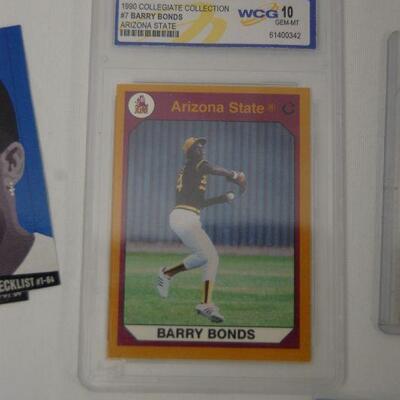 1990 COLLEGIATE COLLECTION
#7 BARRY BONDS
ARIZONA STATE
WCG 10
GEM-MT
61400342
Arizona State ®
BARRY BONDS
CHECKLIST #1-64